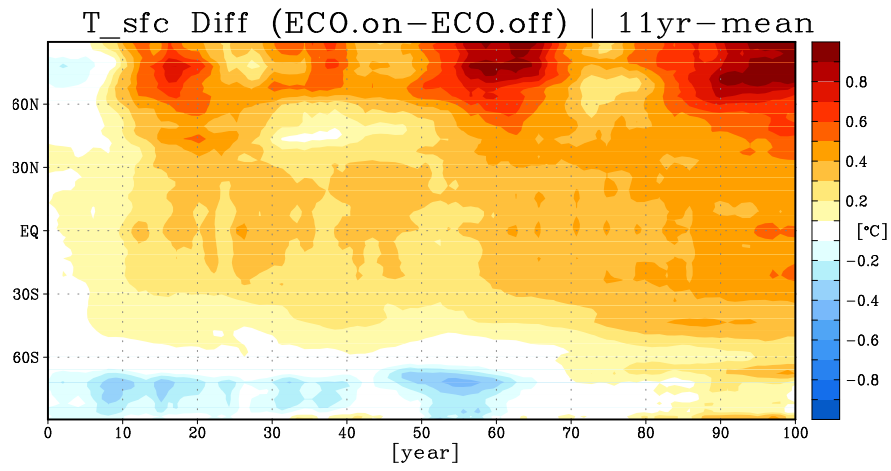 T_sfc Diff (ECO.on−ECO.off) | 11yr−mean
60N
30N
EQ
30S
60S
0 10 20 30 40 50 60 70 80 90 100
[year]
0.8
0.6
0.4
0.2
[°C]
−0.2
−0.4
−0.6
−0.8